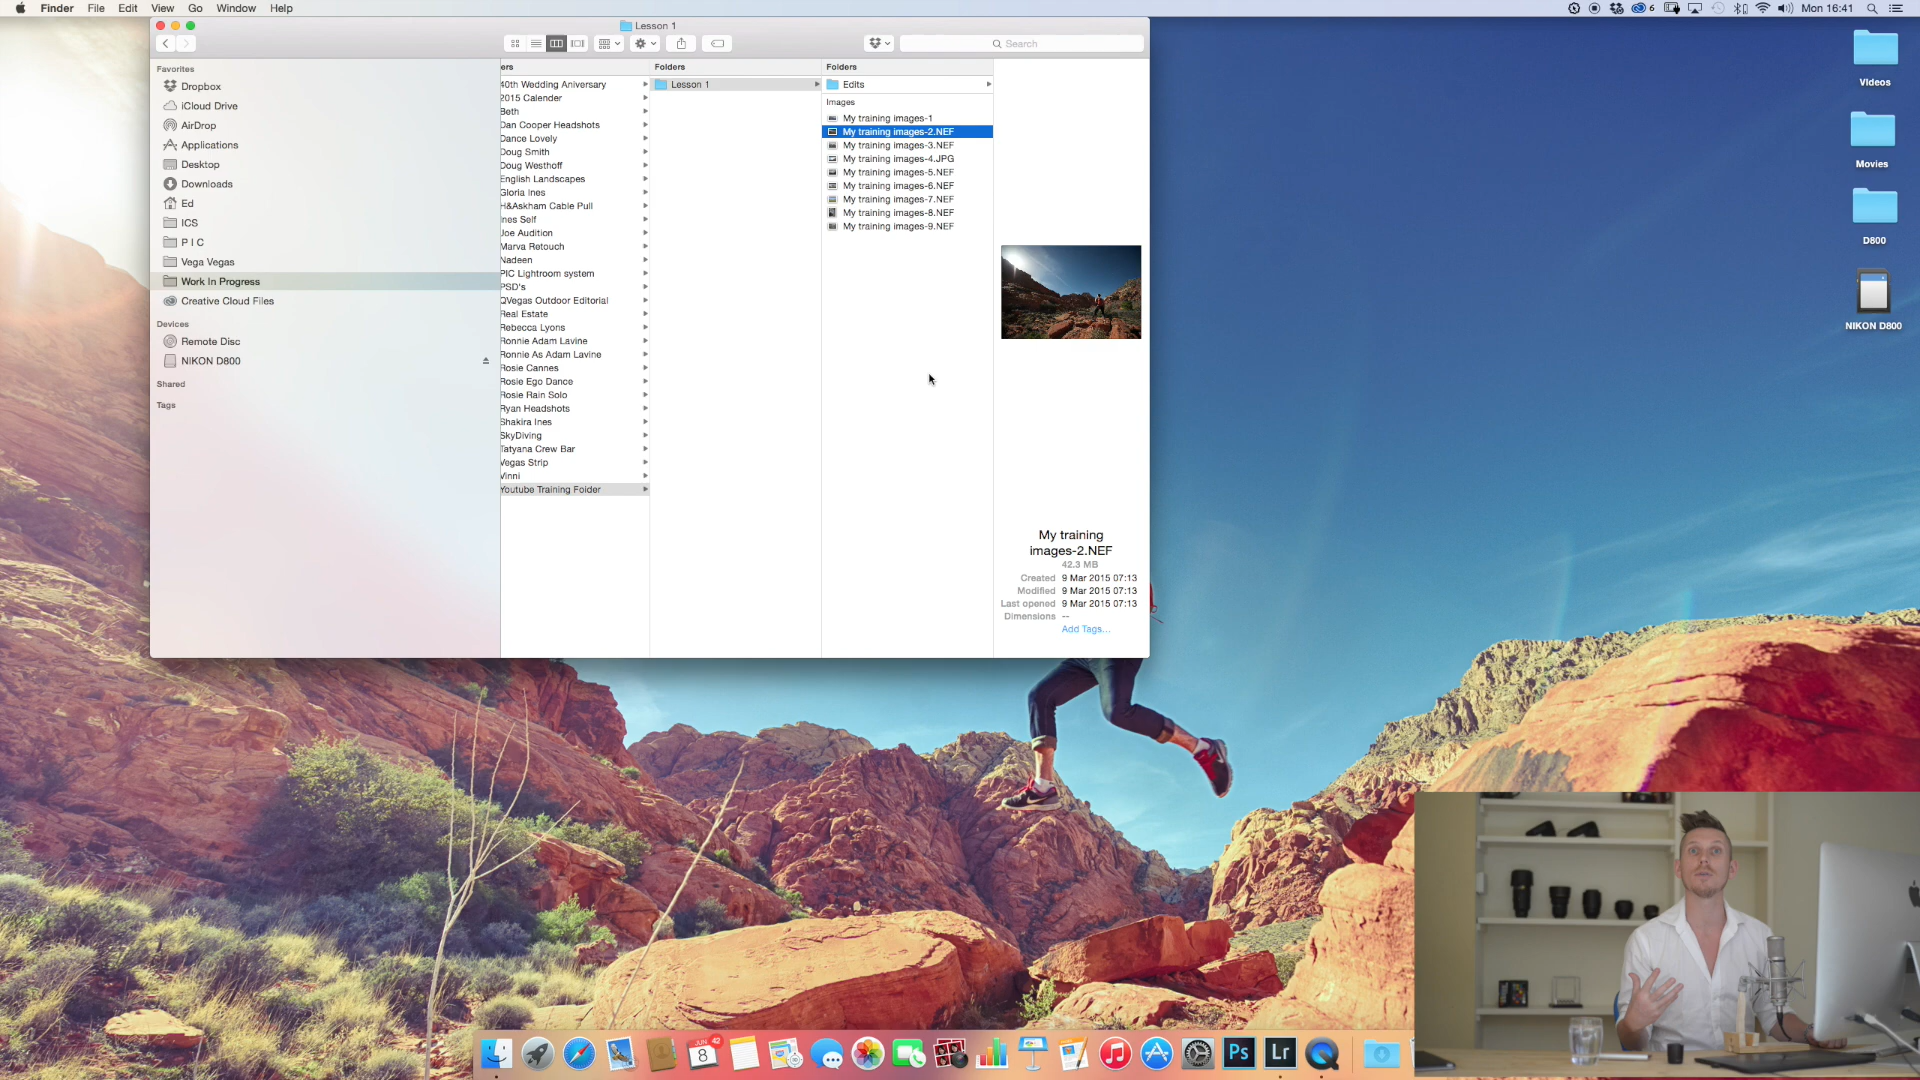 Finder File Edit View Go Window Help
6 Mon 16:41
Lesson 1
Search
Favorites
Dropbox
iCloud Drive
AirDrop
Applications
Desktop
Downloads
Ed
ICS
P I C
Vega Vegas
Work In Progress
Creative Cloud Files
Devices
Remote Disc
NIKON D800
Shared
Tags
ers
40th Wedding Aniversary
2015 Calender
Beth
Dan Cooper Headshots
Dance Lovely
Doug Smith
Doug Westhoff
English Landscapes
Gloria Ines
H&Askham Cable Pull
Ines Self
Joe Audition
Marva Retouch
Nadeen
PIC Lightroom system
PSD's
QVegas Outdoor Editorial
Real Estate
Rebecca Lyons
Ronnie Adam Lavine
Ronnie As Adam Lavine
Rosie Cannes
Rosie Ego Dance
Rosie Rain Solo
Ryan Headshots
Shakira Ines
SkyDiving
Tatyana Crew Bar
Vegas Strip
Vinni
Youtube Training Folder
Folders
Lesson 1
Folders
Edits
Images
My training images-1
My training images-2.NEF
My training images-3.NEF
My training images-4.JPG
My training images-5.NEF
My training images-6.NEF
My training images-7.NEF
My training images-8.NEF
My training images-9.NEF
My training
images-2.NEF
42.3 MB
Created 9 Mar 2015 07:13
Modified 9 Mar 2015 07:13
Last opened 9 Mar 2015 07:13
Dimensions --
Add Tags...
Videos
Movies
D800
NIKON D800
JUN
8
42
Ps
Lr